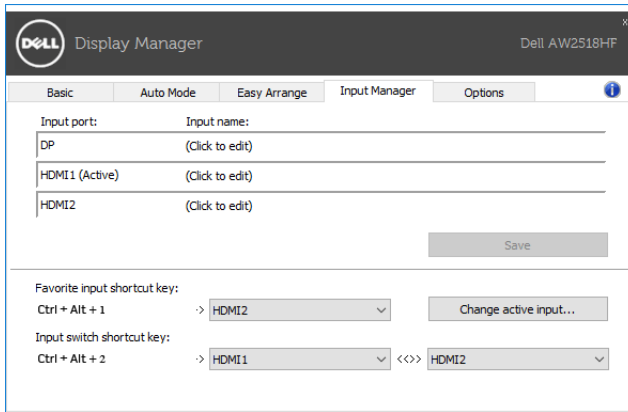 DELL Display Manager Dell AW2518HF x
Basic Auto Mode Easy Arrange Input Manager Options i
Input port: Input name:
DP (Click to edit)
HDMI1 (Active) (Click to edit)
HDMI2 (Click to edit)
Save
Favorite input shortcut key:
Ctrl + Alt + 1 -> HDMI2 Change active input...
Input switch shortcut key:
Ctrl + Alt + 2 -> HDMI1 <<>> HDMI2